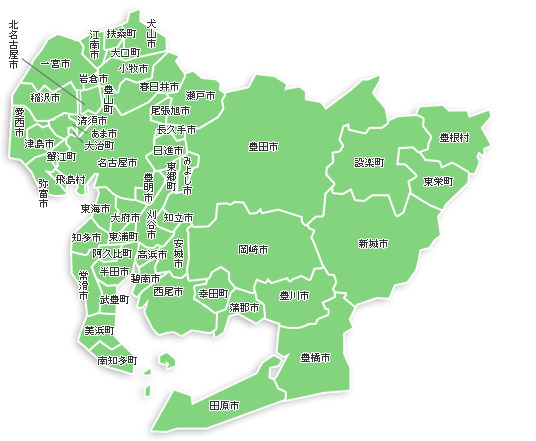 北名古屋市
犬山市
扶桑町
江南市
大口町
一宮市
小牧市
岩倉市
春日井市
豊山町
稲沢市
瀬戸市
尾張旭市
愛西市
清須市
あま市
長久手市
大治町
津島市
蟹江町
名古屋市
日進市
みよし市
東郷町
豊田市
設楽町
豊根村
東栄町
飛島村
弥富市
豊明市
東海市
大府市
刈谷市
知立市
知多市
東浦町
安城市
岡崎市
新城市
阿久比町
高浜市
半田市
碧南市
常滑市
西尾市
幸田町
豊川市
武豊町
蒲郡市
美浜町
南知多町
豊橋市
田原市